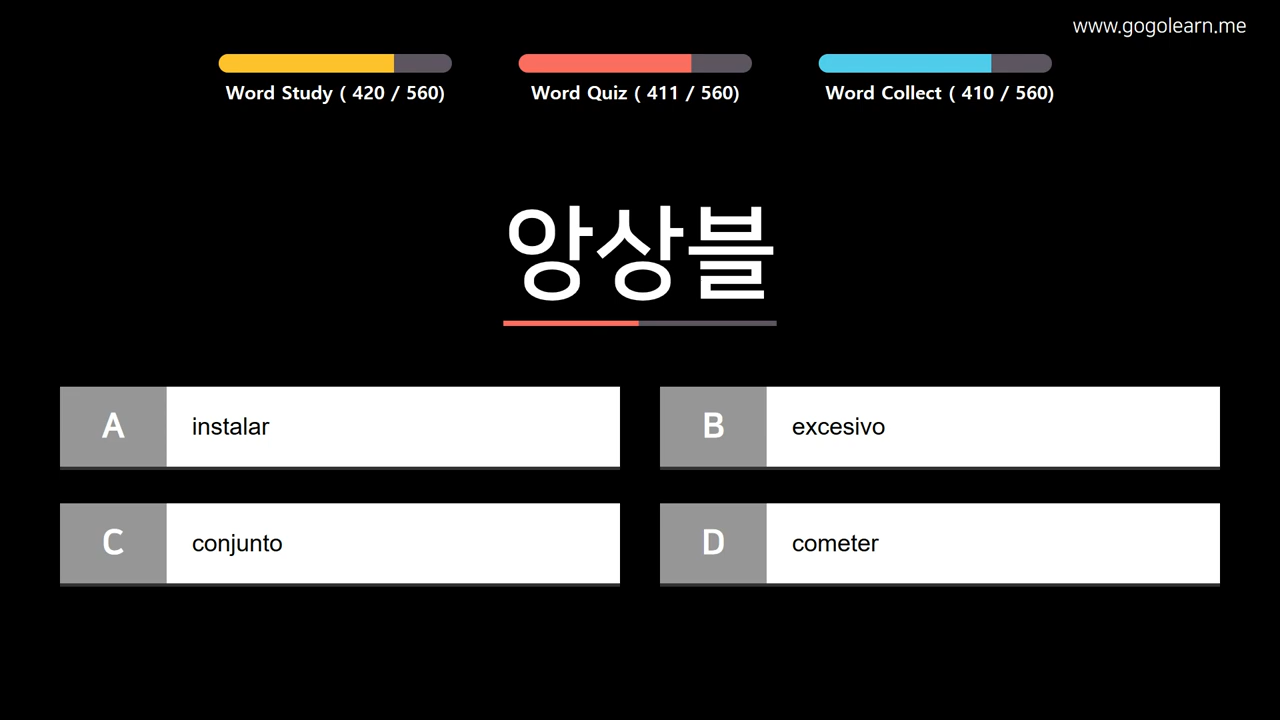 www.gogolearn.me
Word Study ( 420 / 560)
Word Quiz ( 411 / 560)
Word Collect ( 410 / 560)
앙상블
A instalar
B excesivo
C conjunto
D cometer